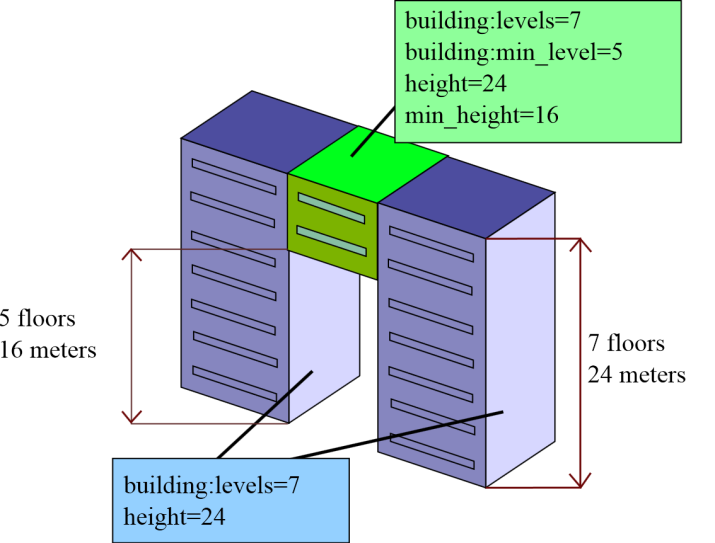 building:levels=7
building:min_level=5
height=24
min_height=16
5 floors
16 meters
7 floors
24 meters
building:levels=7
height=24